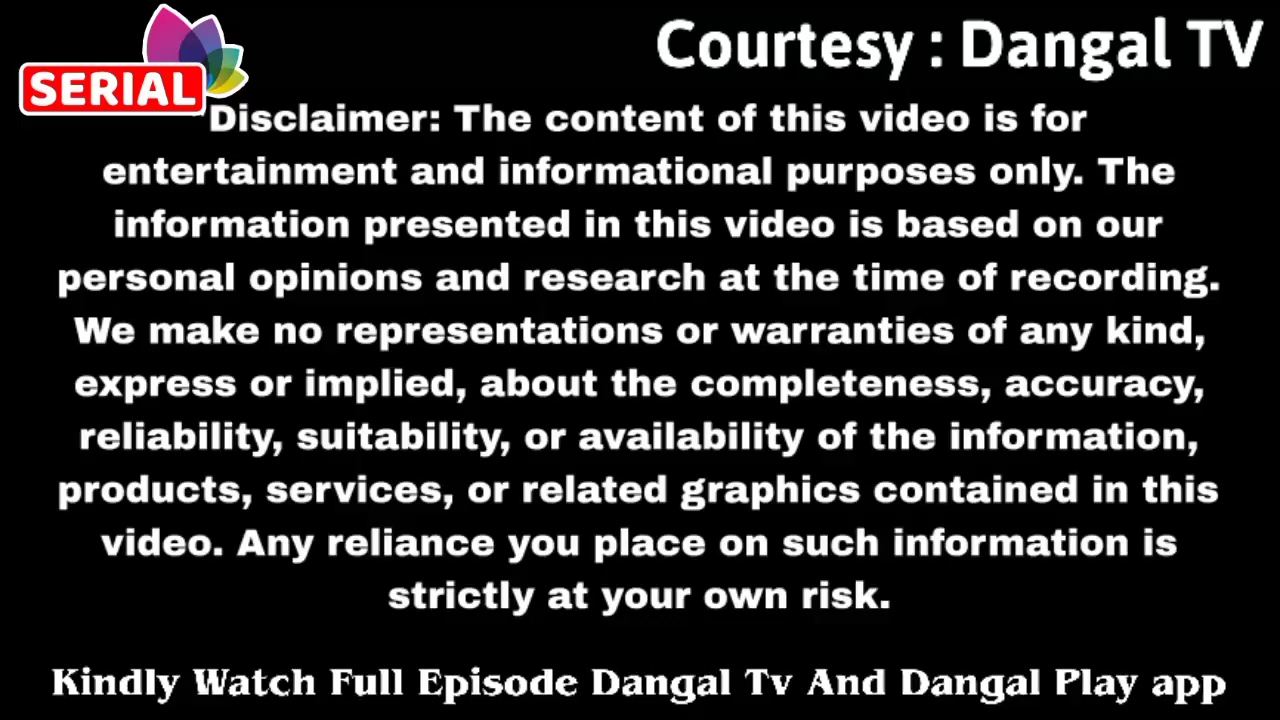 SERIAL
Courtesy : Dangal TV
Disclaimer: The content of this video is for
entertainment and informational purposes only. The
information presented in this video is based on our
personal opinions and research at the time of recording.
We make no representations or warranties of any kind,
express or implied, about the completeness, accuracy,
reliability, suitability, or availability of the information,
products, services, or related graphics contained in this
video. Any reliance you place on such information is
strictly at your own risk.
Kindly Watch Full Episode Dangal Tv And Dangal Play app